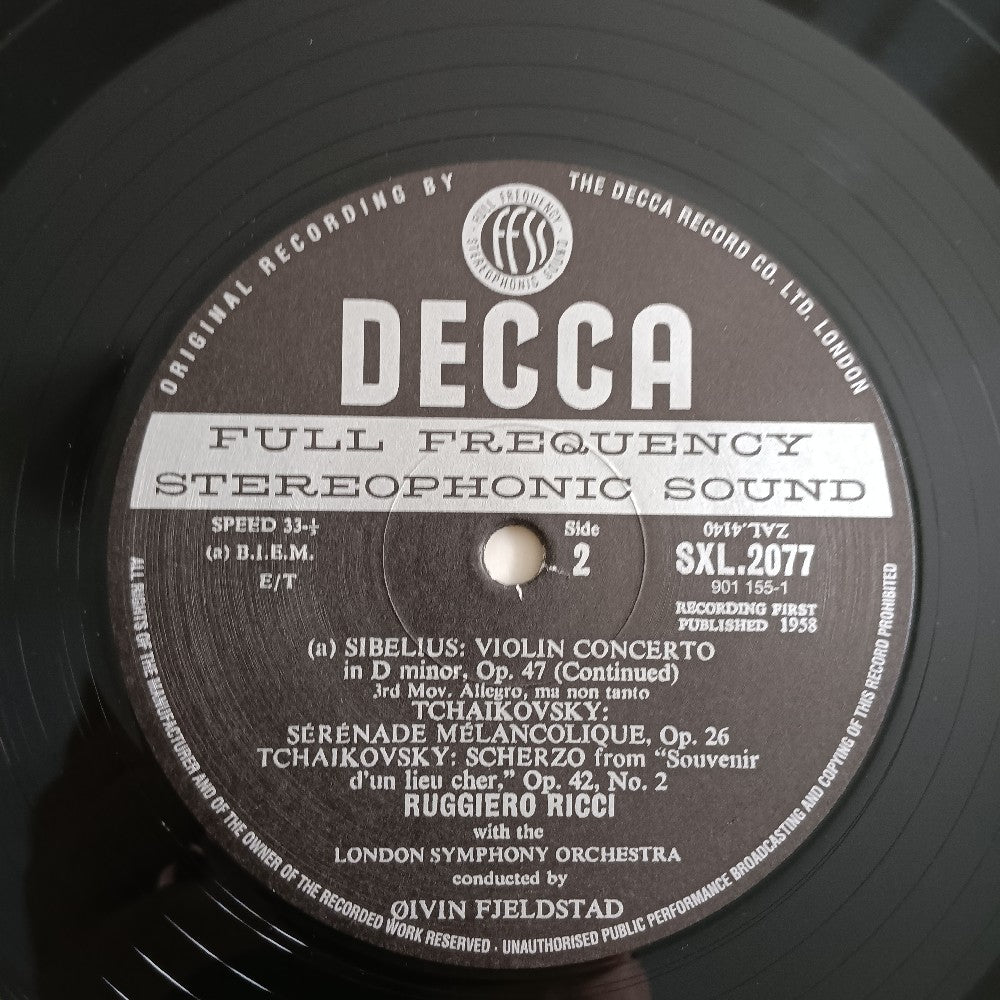 ORIGINAL RECORDING BY
THE DECCA RECORD CO. LTD. LONDON
FULL FREQUENCY
ffss
STEREOPHONIC SOUND
DECCA
FULL FREQUENCY
STEREOPHONIC SOUND
SPEED 33-⅓
(a) B.I.E.M.
E/T
Side
2
ZAL.4140
SXL.2077
901 155-1
RECORDING FIRST
PUBLISHED 1958
(a) SIBELIUS: VIOLIN CONCERTO
in D minor, Op. 47 (Continued)
3rd Mov. Allegro, ma non tanto
TCHAIKOVSKY:
SÉRÉNADE MÉLANCOLIQUE, Op. 26
TCHAIKOVSKY: SCHERZO from “Souvenir
d'un lieu cher,” Op. 42, No. 2
RUGGIERO RICCI
with the
LONDON SYMPHONY ORCHESTRA
conducted by
ØIVIN FJELDSTAD
ALL RIGHTS OF THE MANUFACTURER AND OF THE OWNER OF THE RECORDED WORK RESERVED · UNAUTHORISED PUBLIC PERFORMANCE BROADCASTING AND COPYING OF THIS RECORD PROHIBITED